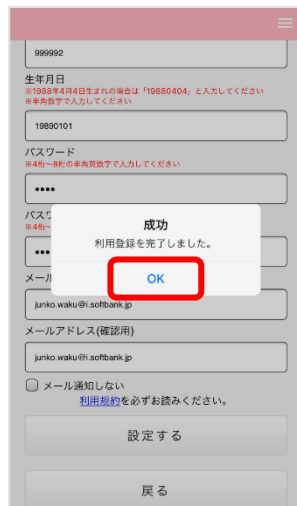 999992
生年月日
※1988年4月4日生まれの場合は「19880404」と入力してください
※半角数字で入力してください
19890101
パスワード
※4桁～8桁の半角英数字で入力してください
••••
パスワ
※4桁～
成功
利用登録を完了しました。
•••
OK
メール
junko.waku@i.softbank.jp
メールアドレス(確認用)
junko.waku@i.softbank.jp
メール通知しない
利用規約を必ずお読みください。
設定する
戻る